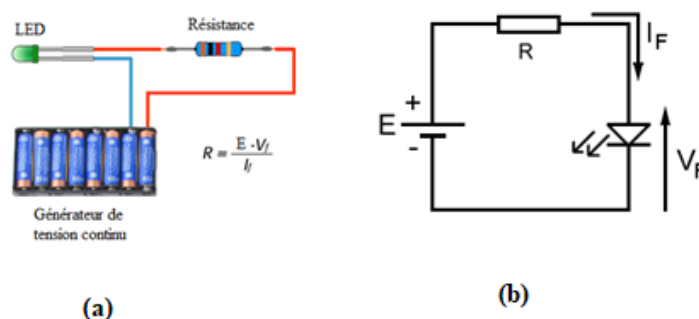 LED
Résistance
R = E -Vf / If
Générateur de
tension continu
(a)
R
IF
+
E
-
VF
(b)